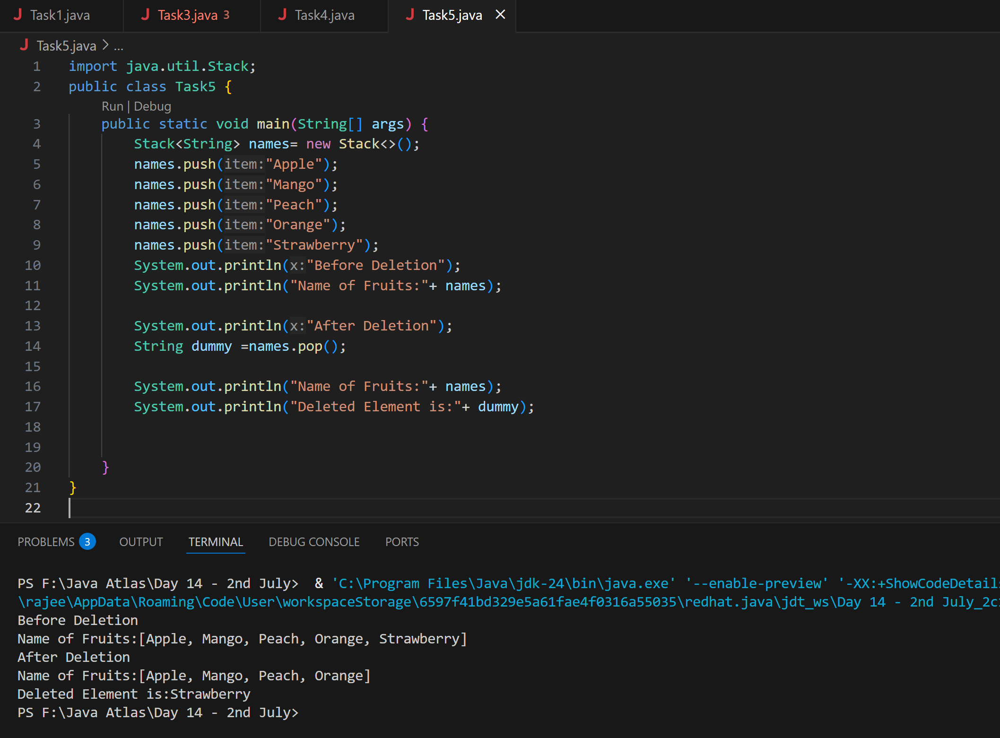 Task1.java
Task3.java 3
Task4.java
Task5.java
Task5.java > ...
1 import java.util.Stack;
2 public class Task5 {
Run | Debug
3 public static void main(String[] args) {
4 Stack<String> names= new Stack<>();
5 names.push(item:"Apple");
6 names.push(item:"Mango");
7 names.push(item:"Peach");
8 names.push(item:"Orange");
9 names.push(item:"Strawberry");
10 System.out.println(x:"Before Deletion");
11 System.out.println("Name of Fruits:"+ names);
12
13 System.out.println(x:"After Deletion");
14 String dummy =names.pop();
15
16 System.out.println("Name of Fruits:"+ names);
17 System.out.println("Deleted Element is:"+ dummy);
18
19
20 }
21 }
22
PROBLEMS 3 OUTPUT TERMINAL DEBUG CONSOLE PORTS
PS F:\Java Atlas\Day 14 - 2nd July>  & 'C:\Program Files\Java\jdk-24\bin\java.exe' '--enable-preview' '-XX:+ShowCodeDetails
\rajee\AppData\Roaming\Code\User\workspaceStorage\6597f41bd329e5a61fae4f0316a55035\redhat.java\jdt_ws\Day 14 - 2nd July_2c
Before Deletion
Name of Fruits:[Apple, Mango, Peach, Orange, Strawberry]
After Deletion
Name of Fruits:[Apple, Mango, Peach, Orange]
Deleted Element is:Strawberry
PS F:\Java Atlas\Day 14 - 2nd July>